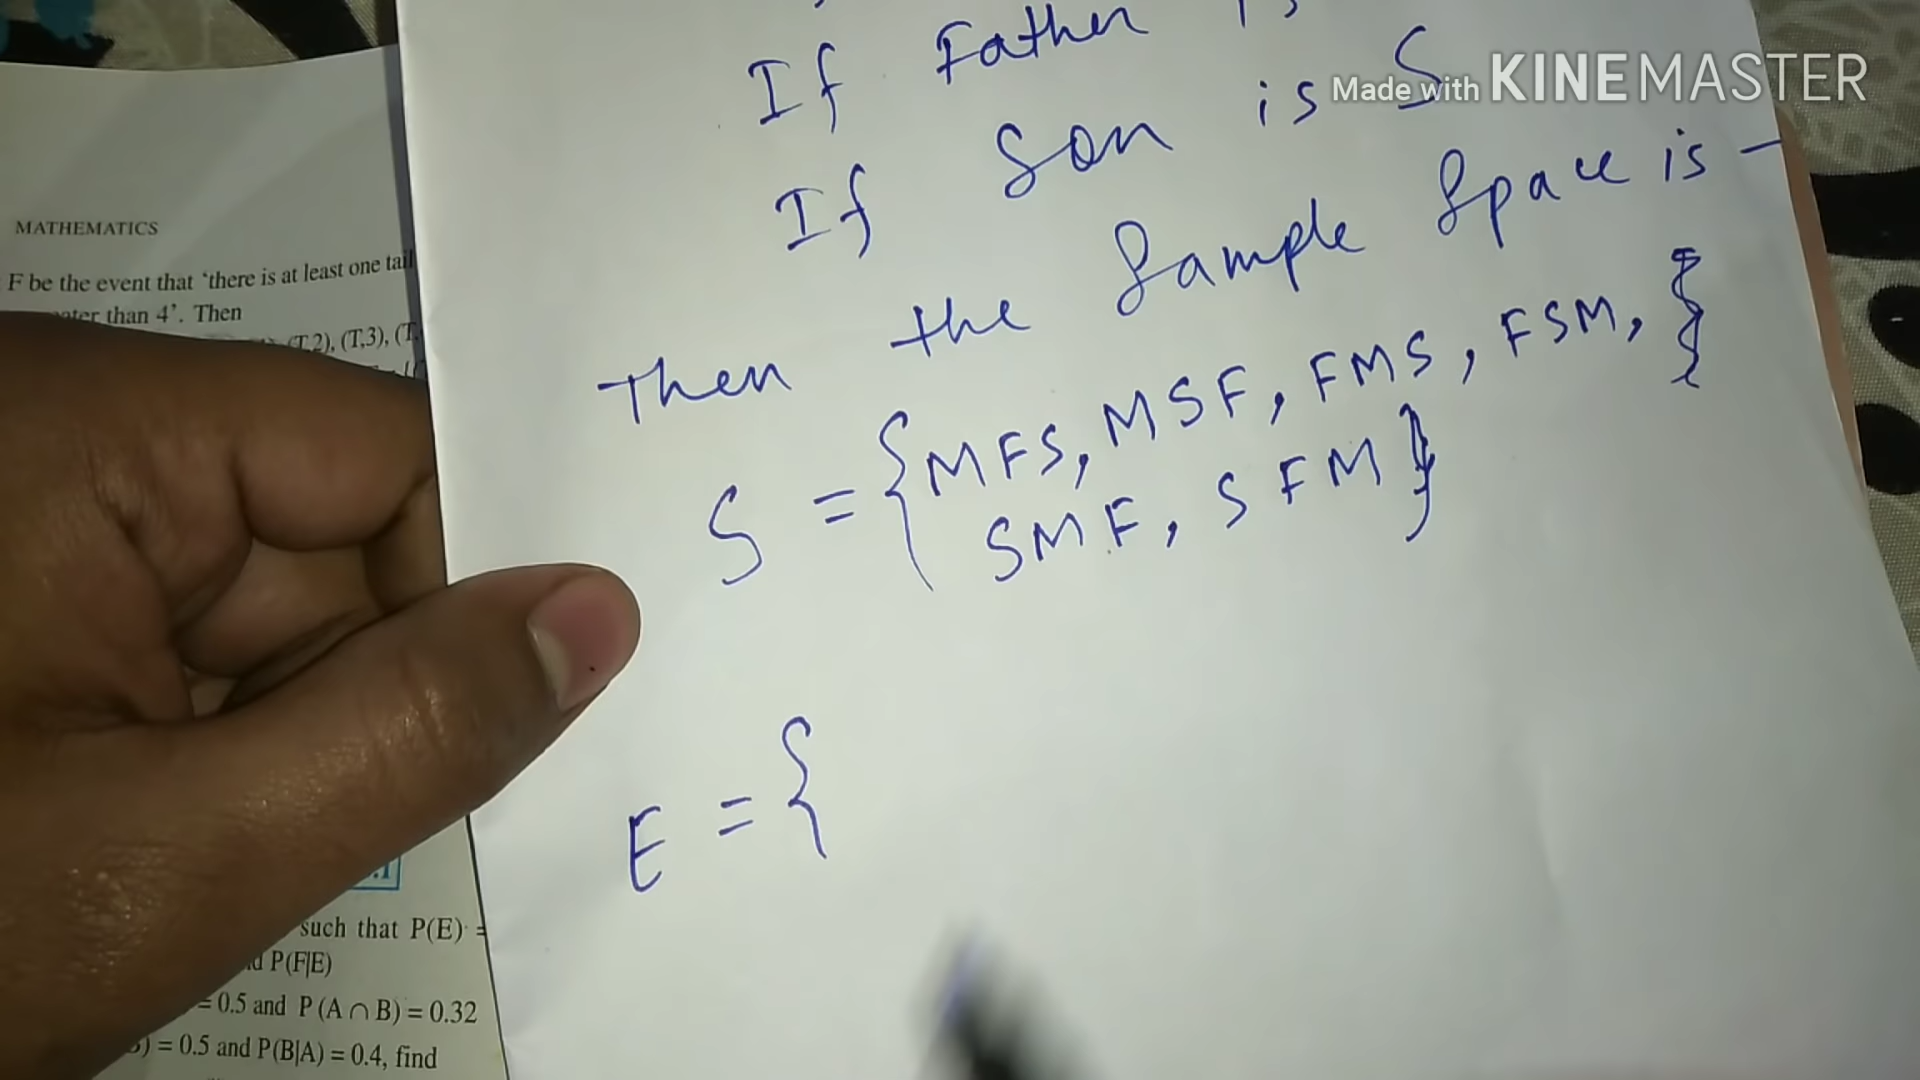 If Father is
Made with KINEMASTER
If Son is S
Then the Sample Space is -
S = {MFS, MSF, FMS, FSM, }
SMF, SFM}
E = {
MATHEMATICS
F be the event that ‘there is at least one tail
than 4’. Then
(T,3), (T,
such that P(E) =
P(F|E)
= 0.5 and P (A ∩ B) = 0.32
) = 0.5 and P(B|A) = 0.4, find